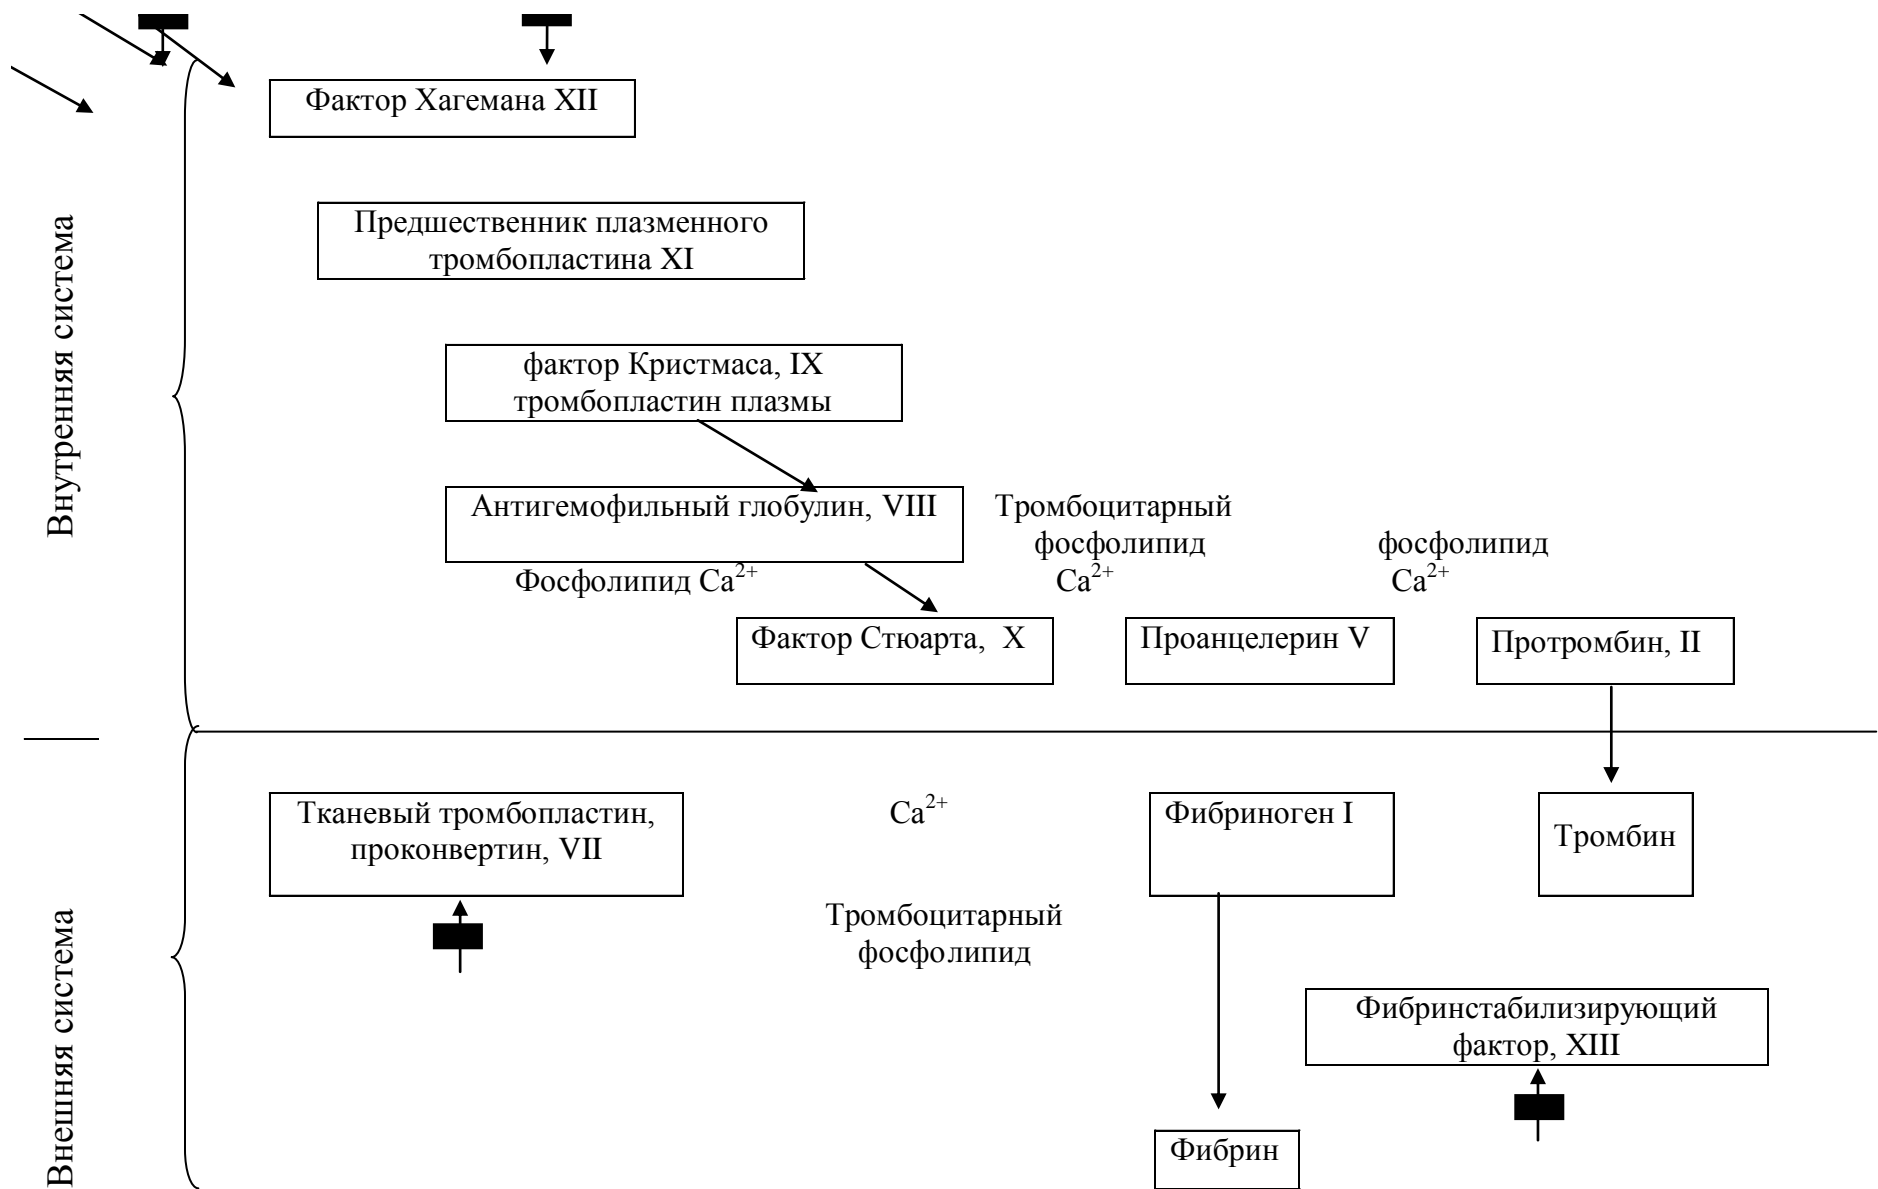 Фактор Хагемана XII
Внутренняя система
Предшественник плазменного
тромбопластина XI
фактор Кристмаса, IX
тромбопластин плазмы
Антигемофильный глобулин, VIII
Тромбоцитарный
фосфолипид
Ca2+
фосфолипид
Ca2+
Фосфолипид Ca2+
Фактор Стюарта, X
Проанцелерин V
Протромбин, II
Внешняя система
Тканевый тромбопластин,
проконвертин, VII
Ca2+
Тромбоцитарный
фосфолипид
Фибриноген I
Тромбин
Фибринстабилизирующий
фактор, XIII
Фибрин